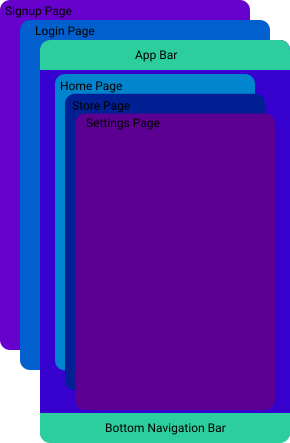 Signup Page
Login Page
App Bar
Home Page
Store Page
Settings Page
Bottom Navigation Bar